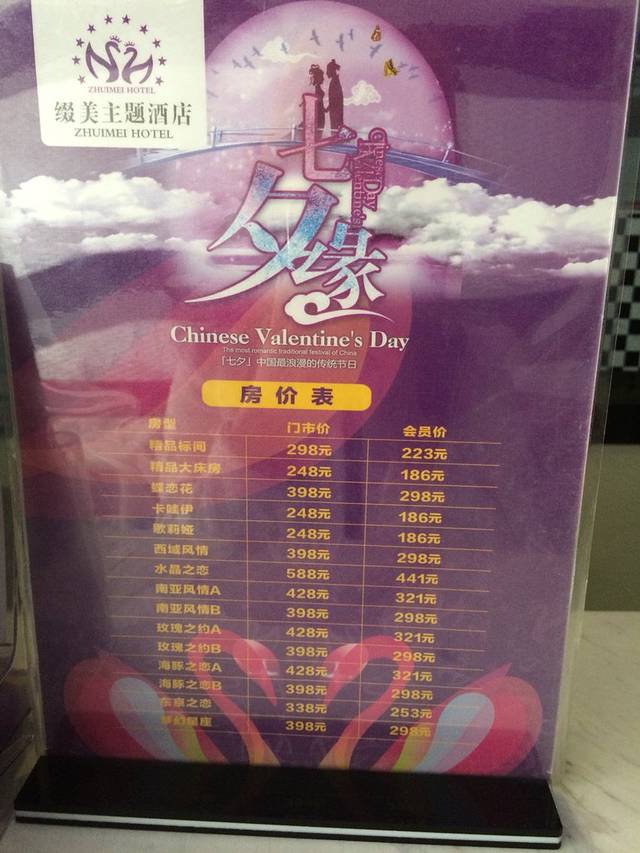 ZHUIMEI HOTEL
缀美主题酒店
ZHUIMEI HOTEL
七
夕缘
Chinese Valentine's Day
Chinese Valentine's Day
The most romantic traditional festival of China
「七夕」中国最浪漫的传统节日
房价表
房型 门市价 会员价
精品标间 298元 223元
精品大床房 248元 186元
蝶恋花 398元 298元
卡哇伊 248元 186元
歌莉娅 248元 186元
西域风情 398元 298元
水晶之恋 588元 441元
南亚风情A 428元 321元
南亚风情B 398元 298元
玫瑰之约A 428元 321元
玫瑰之约B 398元 298元
海豚之恋A 428元 321元
海豚之恋B 398元 298元
东京之恋 338元 253元
梦幻星座 398元 298元